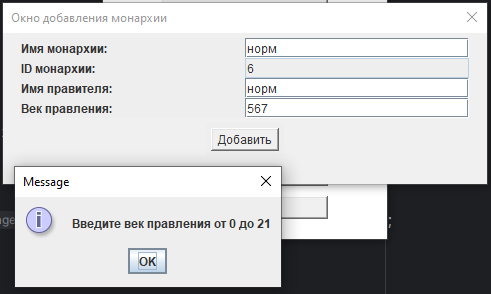 Окно добавления монархии
Имя монархии: норм
ID монархии: 6
Имя правителя: норм
Век правления: 567
Добавить
Message
Введите век правления от 0 до 21
OK
;